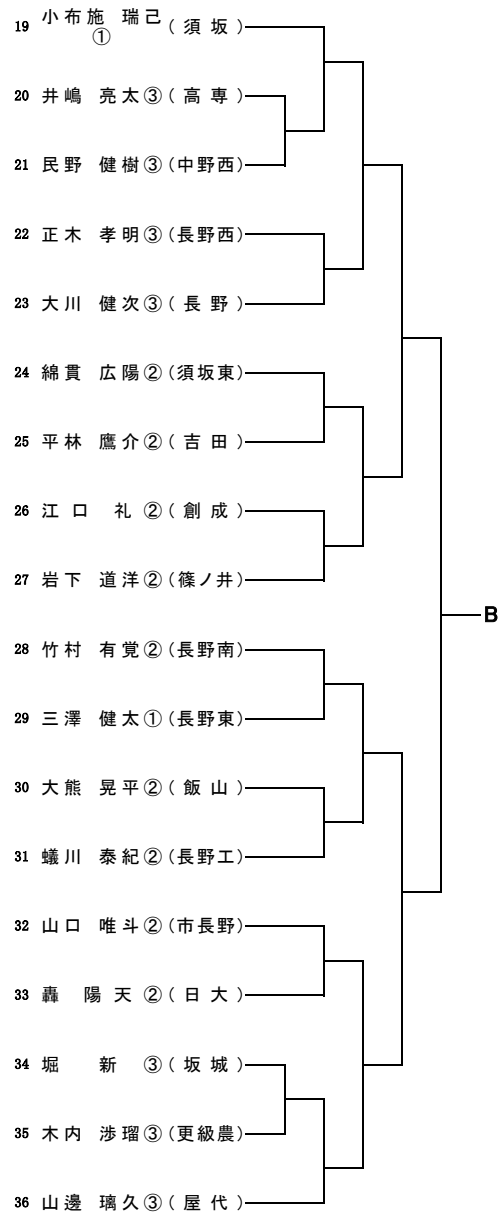 19 小布施 瑞己① (須坂)
20 井嶋 亮太③ (高専)
21 民野 健樹③ (中野西)
22 正木 孝明③ (長野西)
23 大川 健次③ (長野)
24 綿貫 広陽② (須坂東)
25 平林 鷹介② (吉田)
26 江口 礼② (創成)
27 岩下 道洋② (篠ノ井)
B
28 竹村 有覚② (長野南)
29 三澤 健太① (長野東)
30 大熊 晃平② (飯山)
31 蟻川 泰紀② (長野工)
32 山口 唯斗② (市長野)
33 轟 陽天② (日大)
34 堀 新③ (坂城)
35 木内 渉瑠③ (更級農)
36 山邊 璃久③ (屋代)